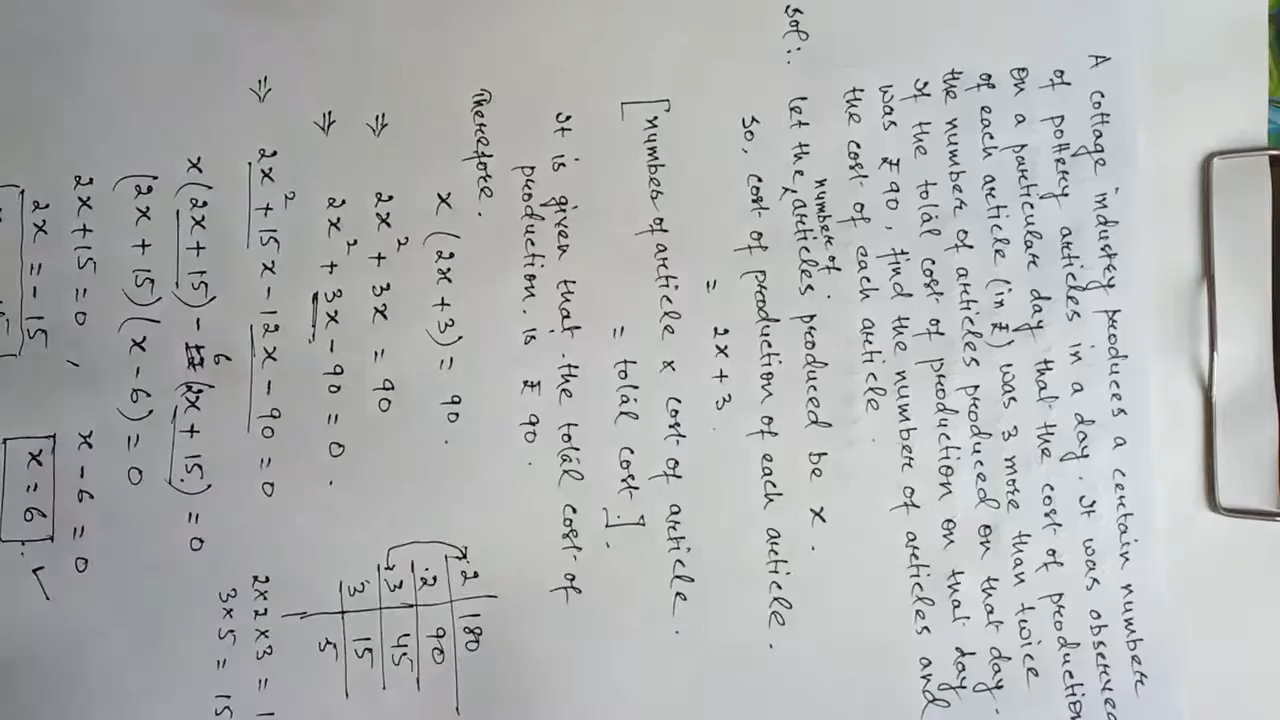 A cottage industry produces a certain number
of pottery articles in a day. It was observed
on a particular day that the cost of production
of each article (in ₤) was 3 more than twice
the number of articles produced on that day.
If the total cost of production on that day
was ₤ 90, find the number of articles and
the cost of each article.
Sol:. Let the number of articles produced be x.
So, cost of production of each article.
= 2x + 3.
[number of article × cost of article.
= total cost.].
It is given that the total cost of
production. is ₤ 90.
Therefore.
x (2x + 3) = 90.
⇒ 2x² + 3x = 90
⇒ 2x² + 3x - 90 = 0.
⇒ 2x² + 15x - 12x - 90 = 0
x(2x + 15) - 6 (2x + 15) = 0
(2x + 15)(x - 6) = 0
2x + 15 = 0 , x - 6 = 0
2x = -15
x = 6
2 | 180
2 | 90
3 | 45
3 | 15
5
2 × 2 × 3 = 1
3 × 5 = 15